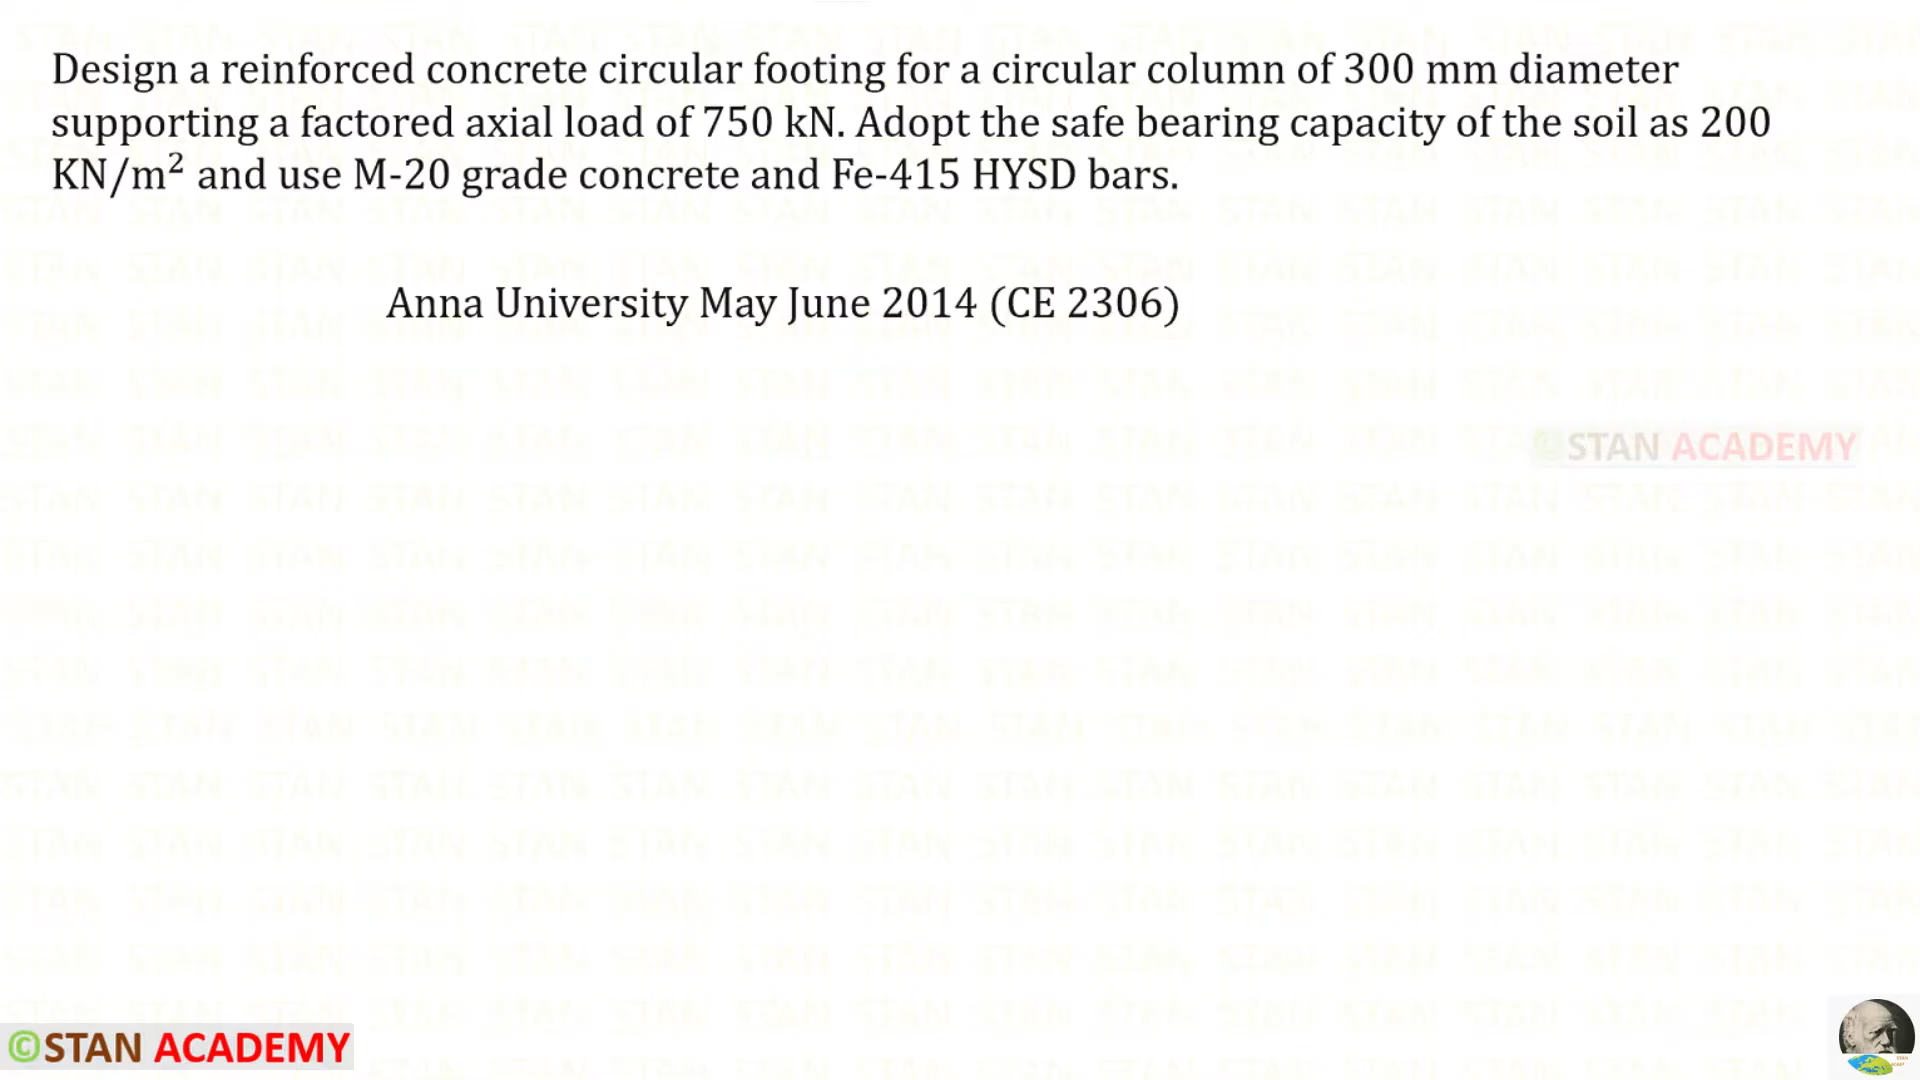 Design a reinforced concrete circular footing for a circular column of 300 mm diameter
supporting a factored axial load of 750 kN. Adopt the safe bearing capacity of the soil as 200
KN/m² and use M-20 grade concrete and Fe-415 HYSD bars.
Anna University May June 2014 (CE 2306)
©STAN ACADEMY
©STAN ACADEMY